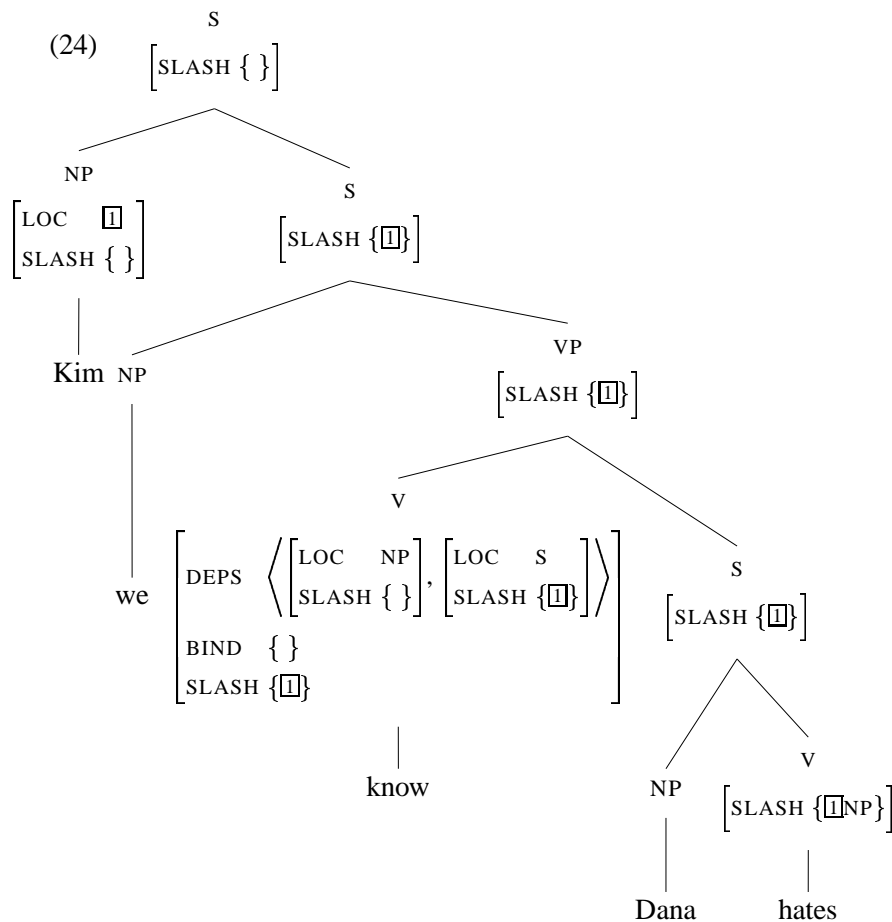 (24)
S
[SLASH { }]
NP
[LOC 1
SLASH { }]
S
[SLASH {1}]
Kim
NP
VP
[SLASH {1}]
we
V
[DEPS ⟨[LOC NP
SLASH { }], [LOC S
SLASH {1}]⟩
BIND { }
SLASH {1}]
S
[SLASH {1}]
know
NP
V
[SLASH {1NP}]
Dana
hates